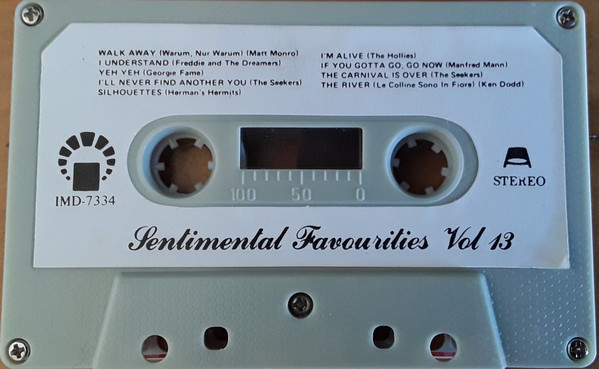 WALK AWAY (Warum, Nur Warum) (Matt Monro)
I UNDERSTAND (Freddie and The Dreamers)
YEH YEH (Georgie Fame)
I'LL NEVER FIND ANOTHER YOU (The Seekers)
SILHOUETTES (Herman's Hermits)
I'M ALIVE (The Hollies)
IF YOU GOTTA GO, GO NOW (Manfred Mann)
THE CARNIVAL IS OVER (The Seekers)
THE RIVER (Le Colline Sono In Fiore) (Ken Dodd)
IMD-7334
100 50 0
STEREO
Sentimental Favourities Vol 13